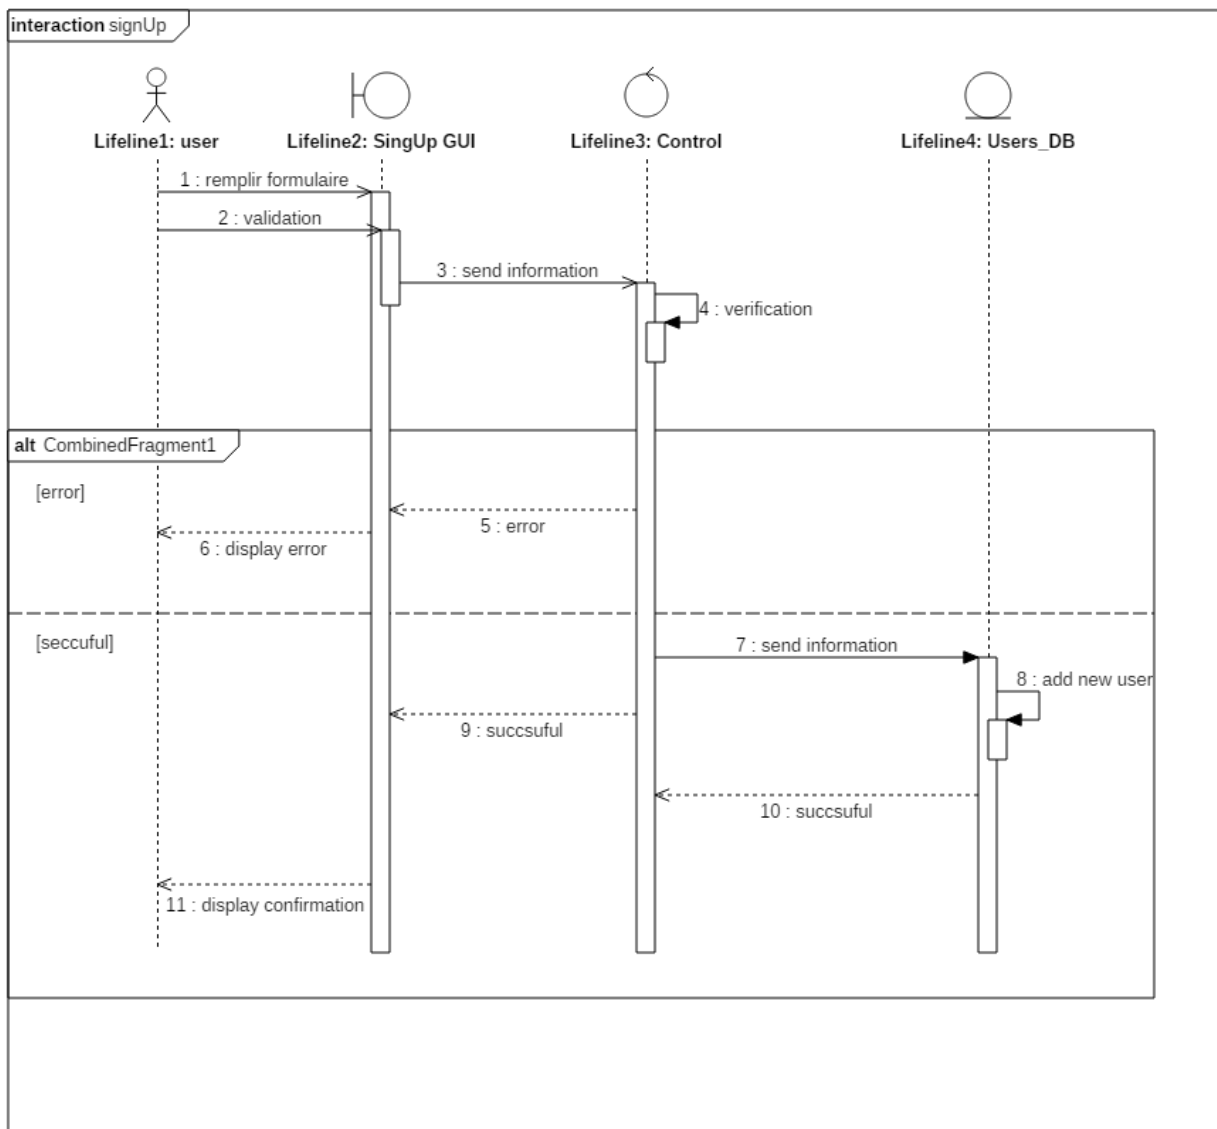 interaction signUp
Lifeline1: user
Lifeline2: SingUp GUI
Lifeline3: Control
Lifeline4: Users_DB
1 : remplir formulaire
2 : validation
3 : send information
4 : verification
alt CombinedFragment1
[error]
5 : error
6 : display error
[seccuful]
7 : send information
8 : add new user
9 : succsuful
10 : succsuful
11 : display confirmation